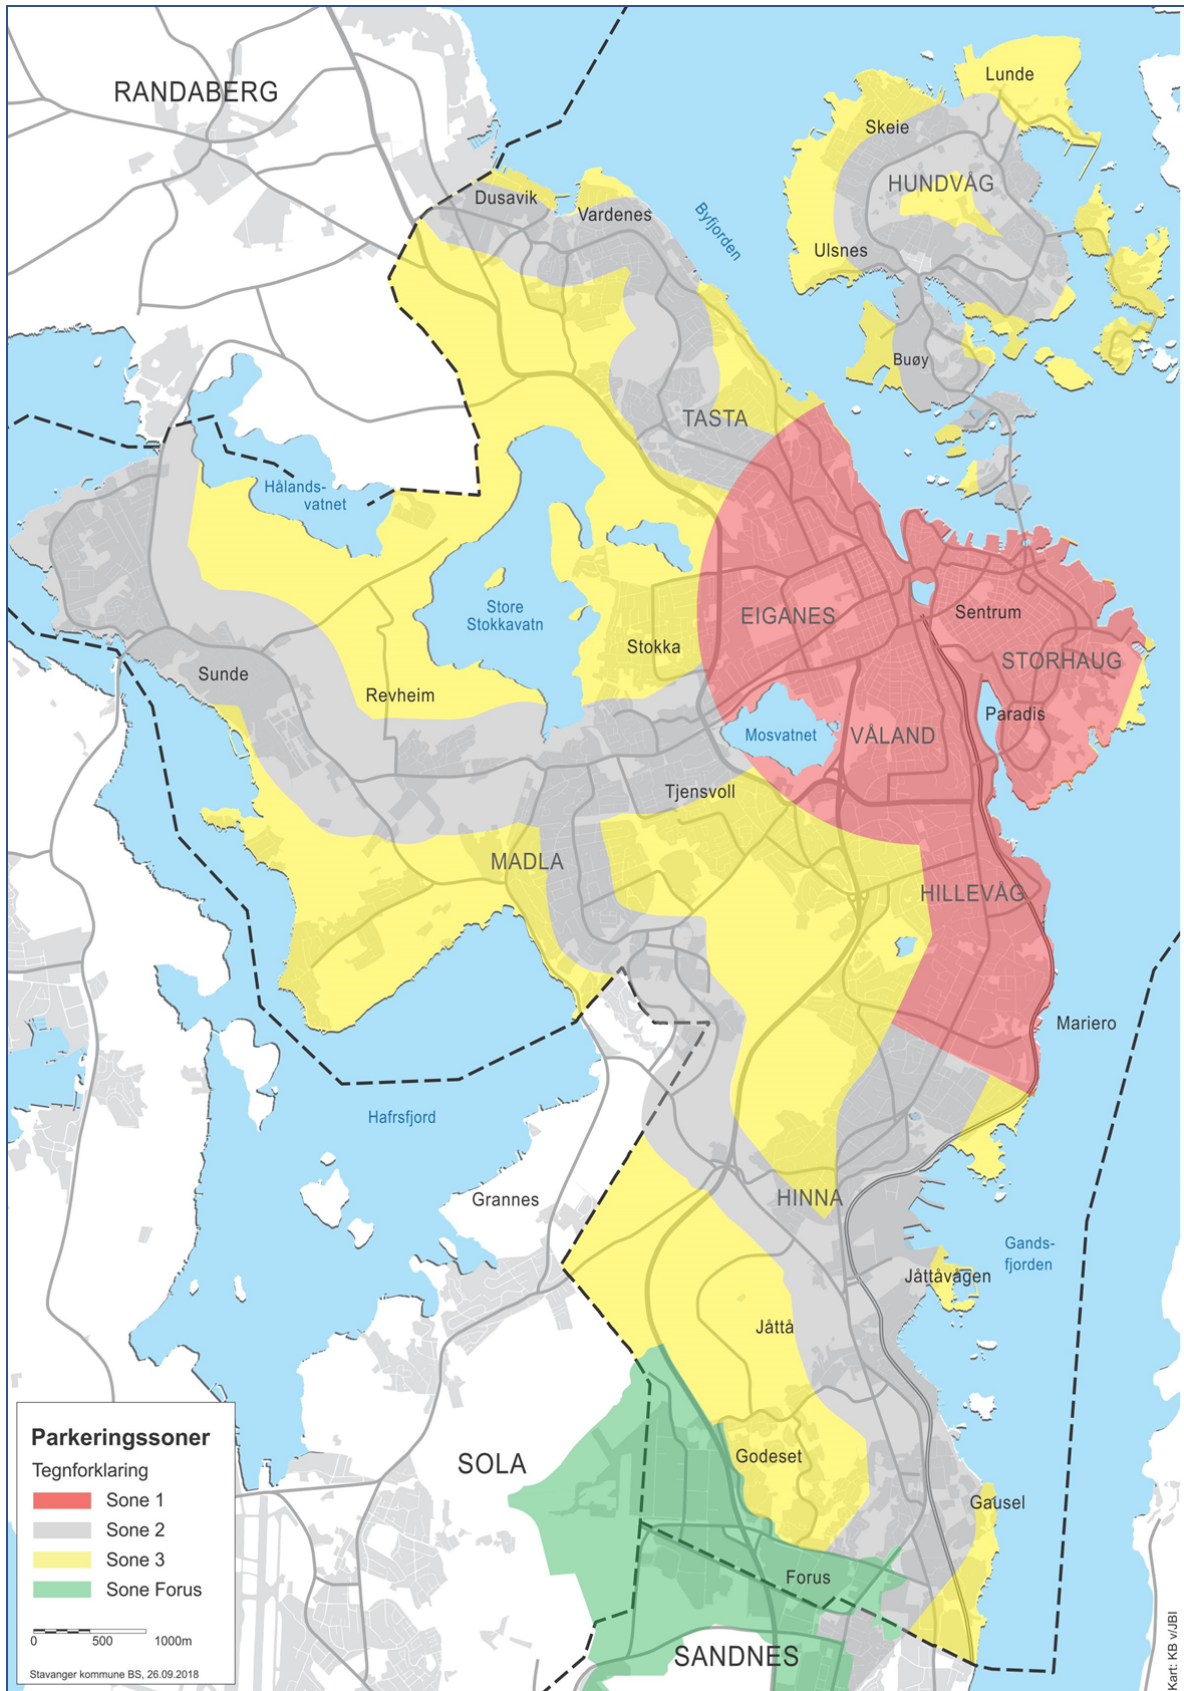 RANDABERG
Lunde
Skeie
HUNDVÅG
Dusavik
Vardenes
Byfjorden
Ulsnes
Buøy
TASTA
Hålands-
vatnet
Store
Stokkavatn
EIGANES
Sentrum
Stokka
STORHAUG
Sunde
Revheim
Paradis
Mosvatnet
VÅLAND
Tjensvoll
MADLA
HILLEVÅG
Mariero
Hafrsfjord
Grannes
HINNA
Gands-
fjorden
Jåttåvågen
Jåttå
Godeset
SOLA
Gausel
Forus
SANDNES
Parkeringssoner
Tegnforklaring
Sone 1
Sone 2
Sone 3
Sone Forus
0 500 1000m
Stavanger kommune BS, 26.09.2018
Kart: KB v/JBI